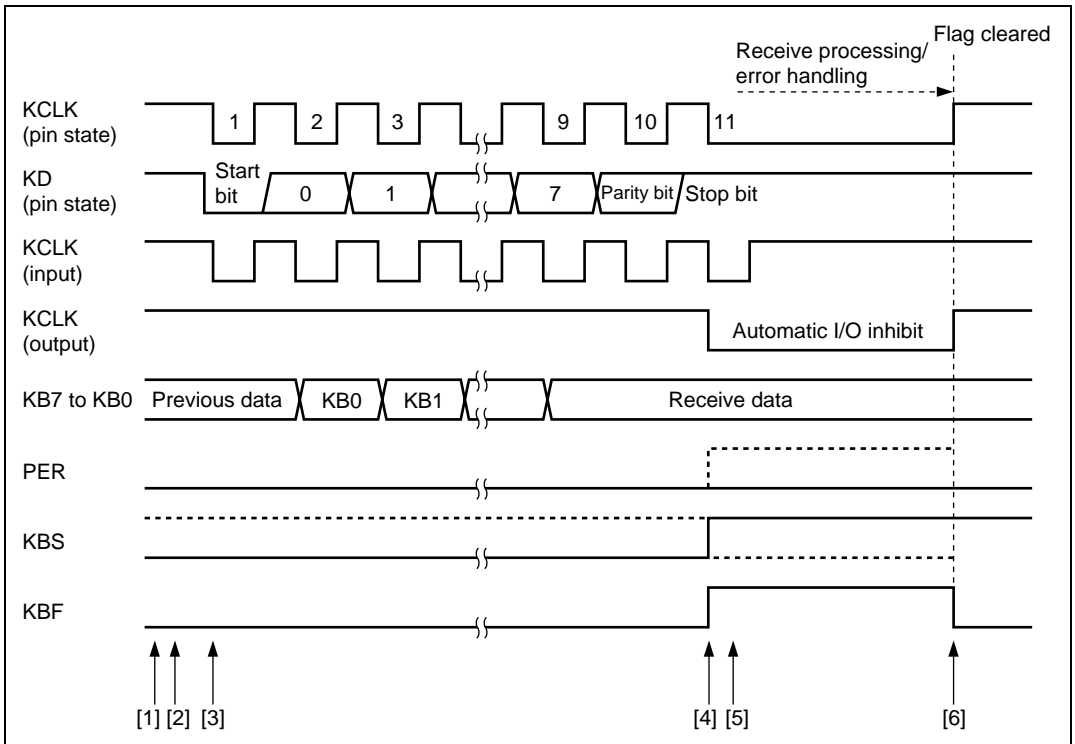 Flag cleared
Receive processing/
error handling
KCLK
(pin state)
1 2 3 9 10 11
KD
(pin state)
Start
bit
0 1 7 Parity bit Stop bit
KCLK
(input)
KCLK
(output)
Automatic I/O inhibit
KB7 to KB0 Previous data KB0 KB1 Receive data
PER
KBS
KBF
[1] [2] [3] [4] [5] [6]